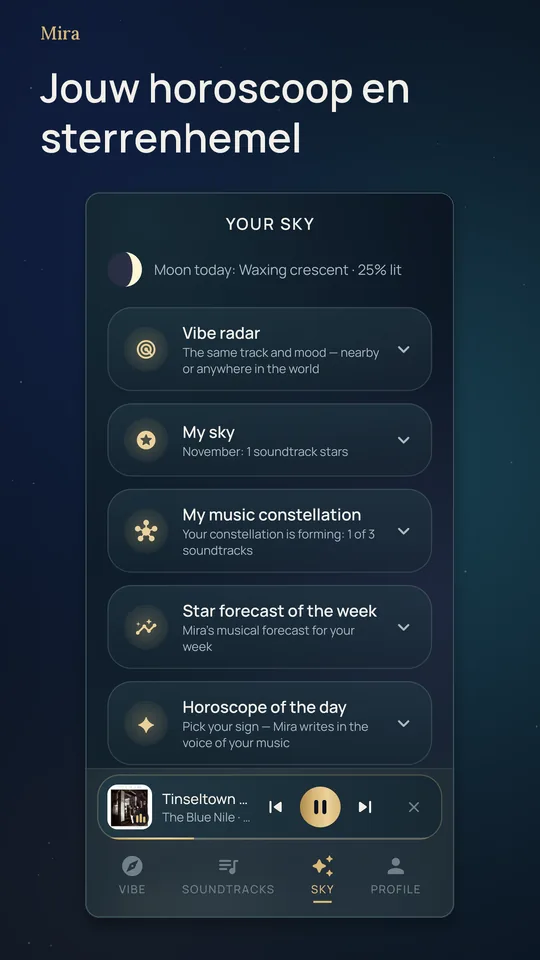 Mira
Jouw horoscoop en
sterrenhemel
YOUR SKY
Moon today: Waxing crescent · 25% lit
Vibe radar
The same track and mood — nearby
or anywhere in the world
My sky
November: 1 soundtrack stars
My music constellation
Your constellation is forming: 1 of 3
soundtracks
Star forecast of the week
Mira's musical forecast for your
week
Horoscope of the day
Pick your sign — Mira writes in the
voice of your music
Tinseltown ...
The Blue Nile · ...
VIBE
SOUNDTRACKS
SKY
PROFILE